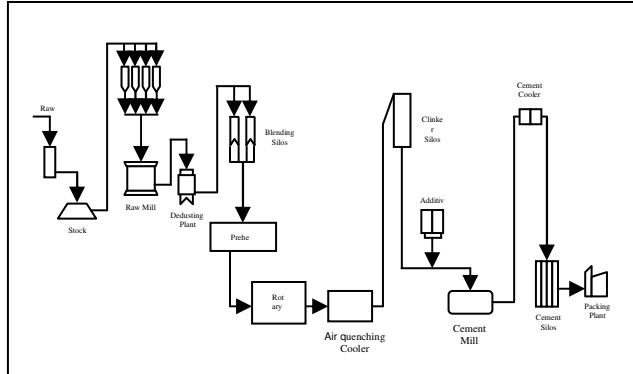 Raw
Stock
Raw Mill
Dedusting
Plant
Blending
Silos
Prehe
Rot
ary
Air quenching
Cooler
Clinke
r
Silos
Additiv
Cement
Mill
Cement
Cooler
Cement
Silos
Packing
Plant